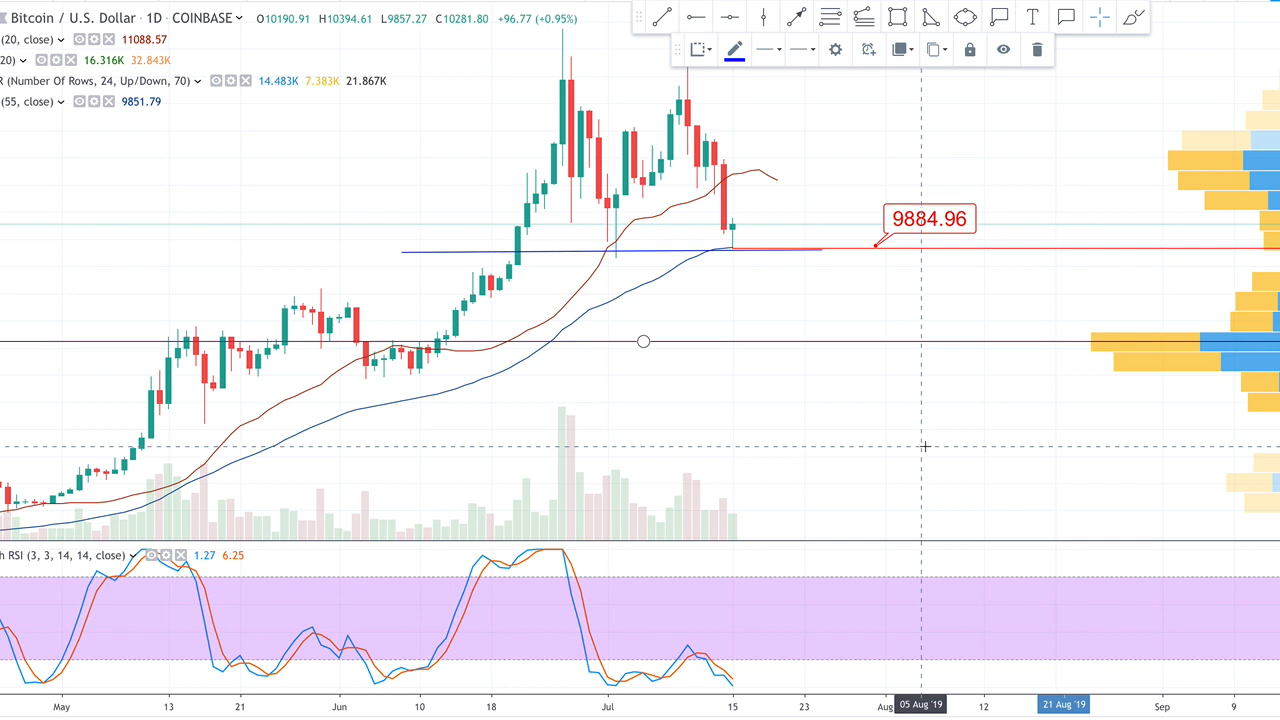 Bitcoin / U.S. Dollar · 1D · COINBASE O10190.91 H10394.61 L9857.27 C10281.80 +96.77 (+0.95%)
(20, close) 11088.57
20) 16.316K 32.843K
R (Number Of Rows, 24, Up/Down, 70) 14.483K 7.383K 21.867K
(55, close) 9851.79
T
9884.96
h RSI (3, 3, 14, 14, close) 1.27 6.25
May 13 21 Jun 10 18 Jul 15 23 Aug 05 Aug '19 12 21 Aug '19 Sep 9